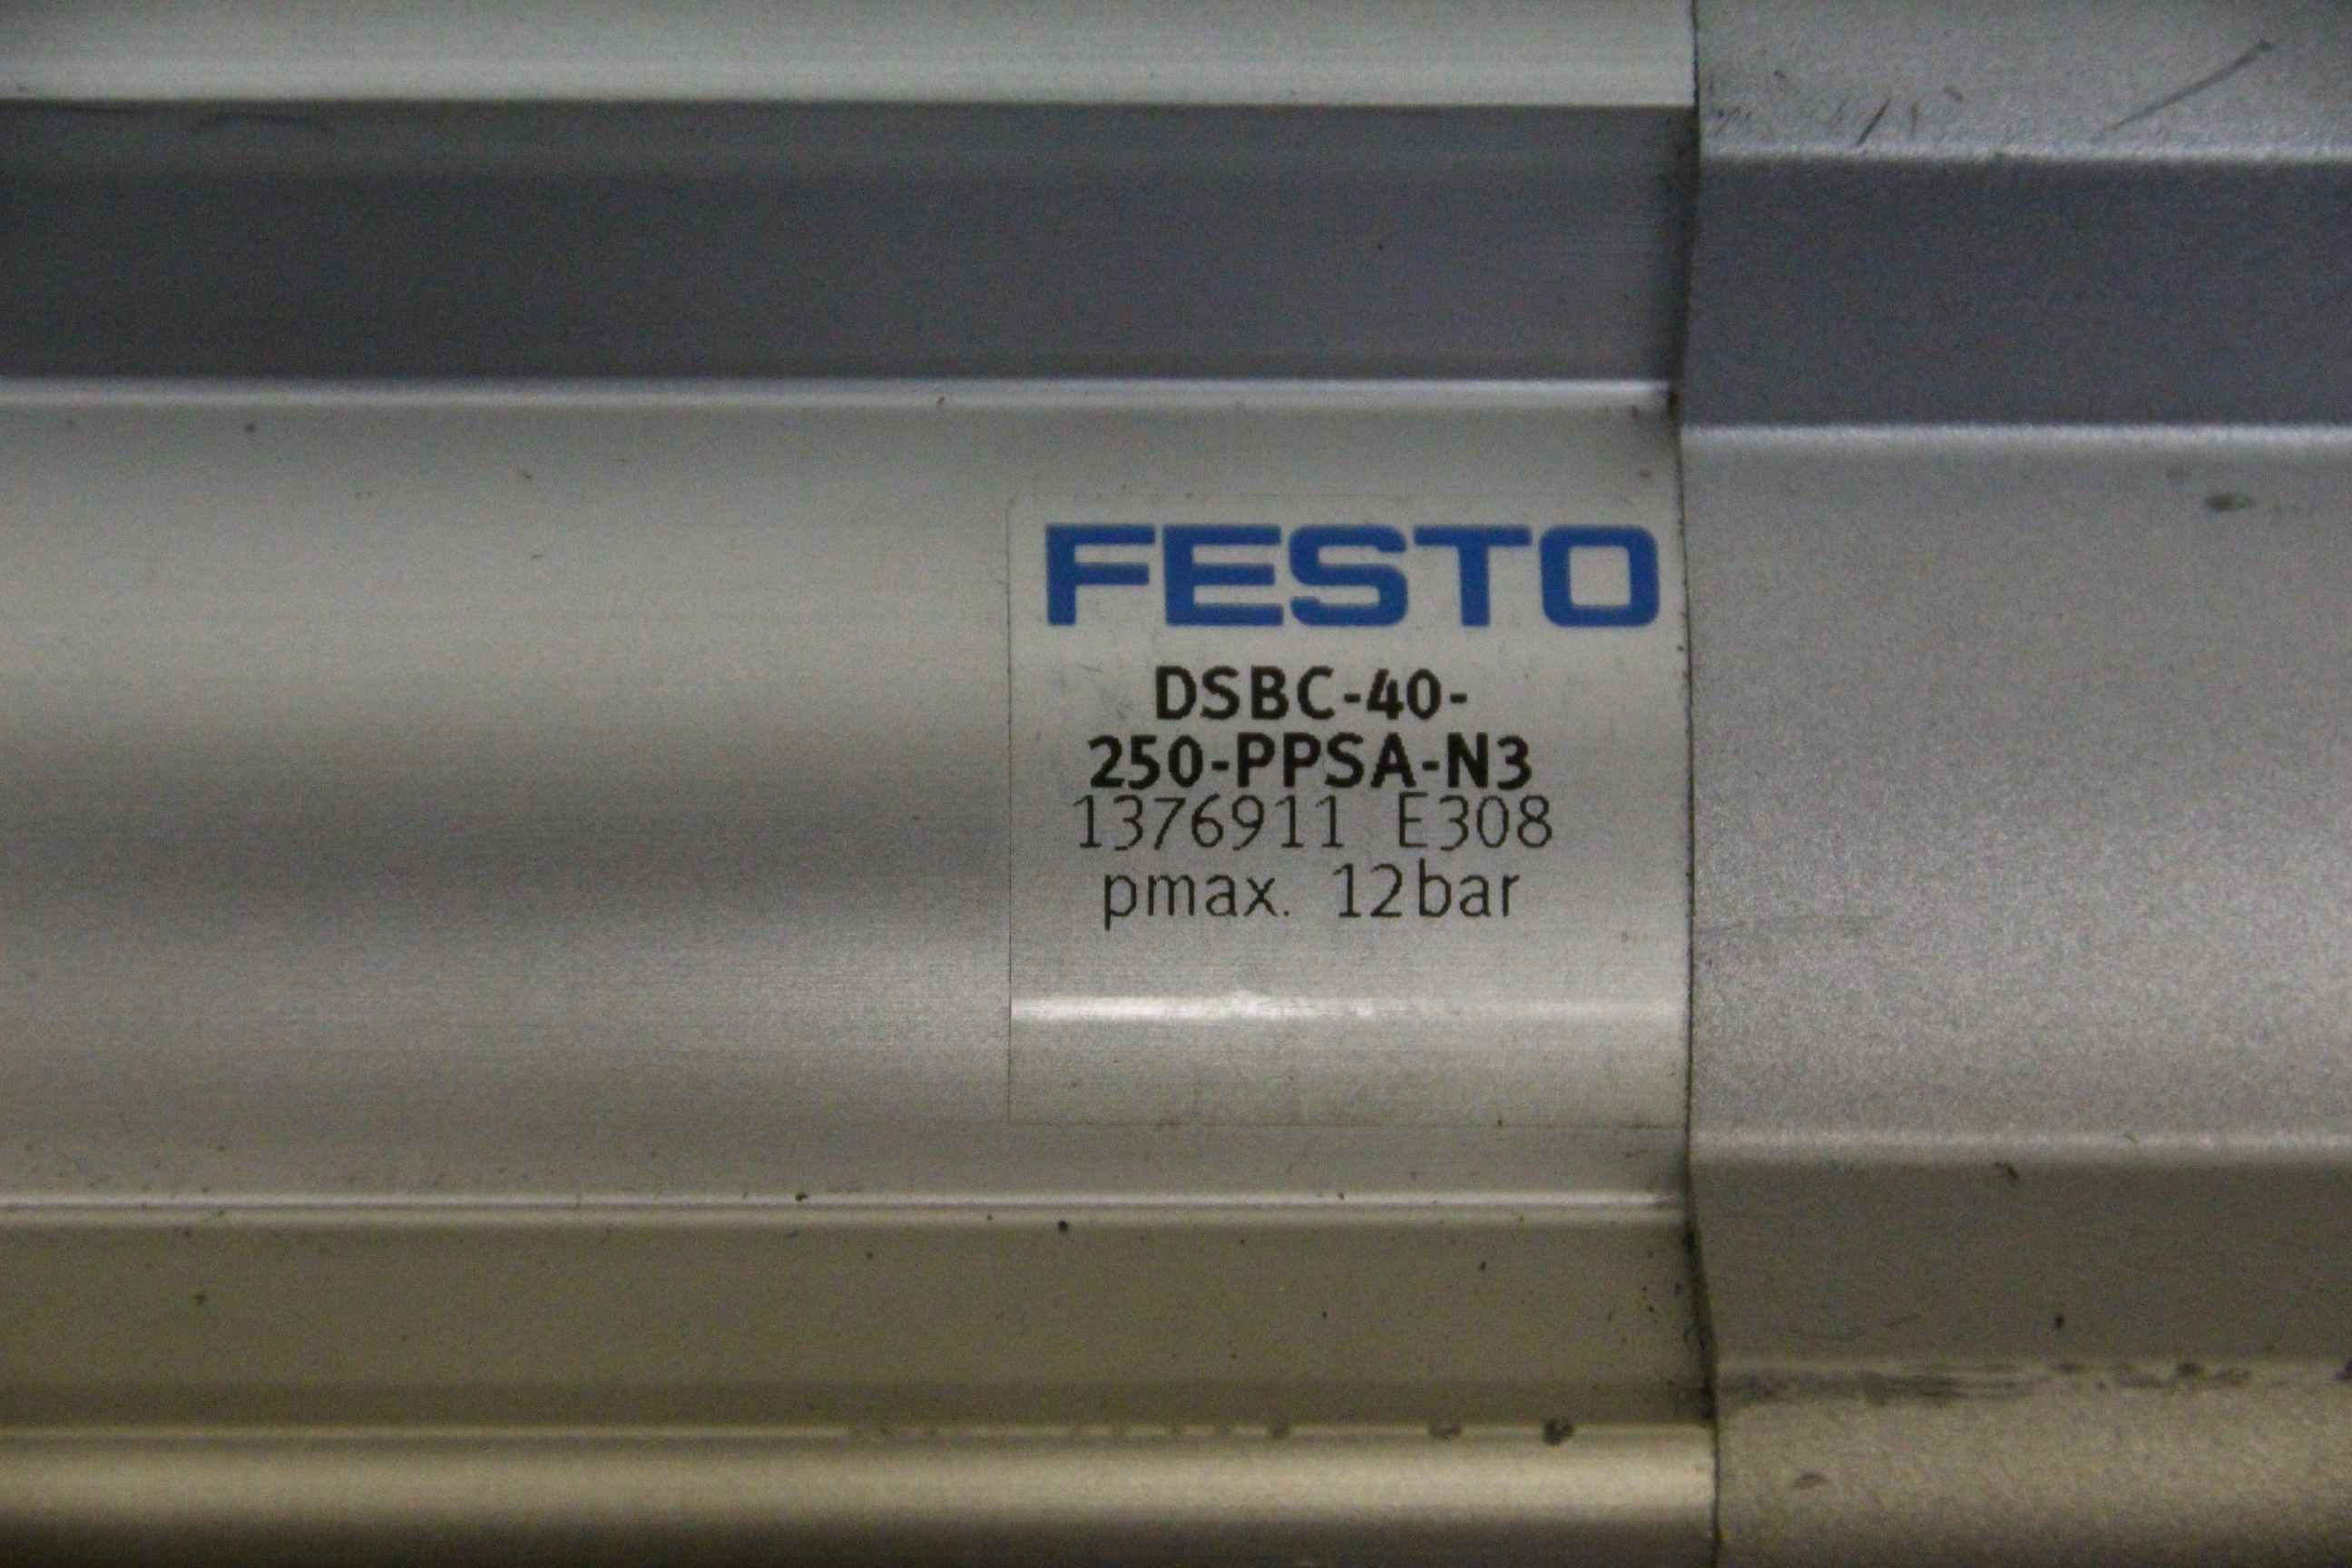 FESTO
DSBC-40-
250-PPSA-N3
1376911 E308
pmax. 12bar